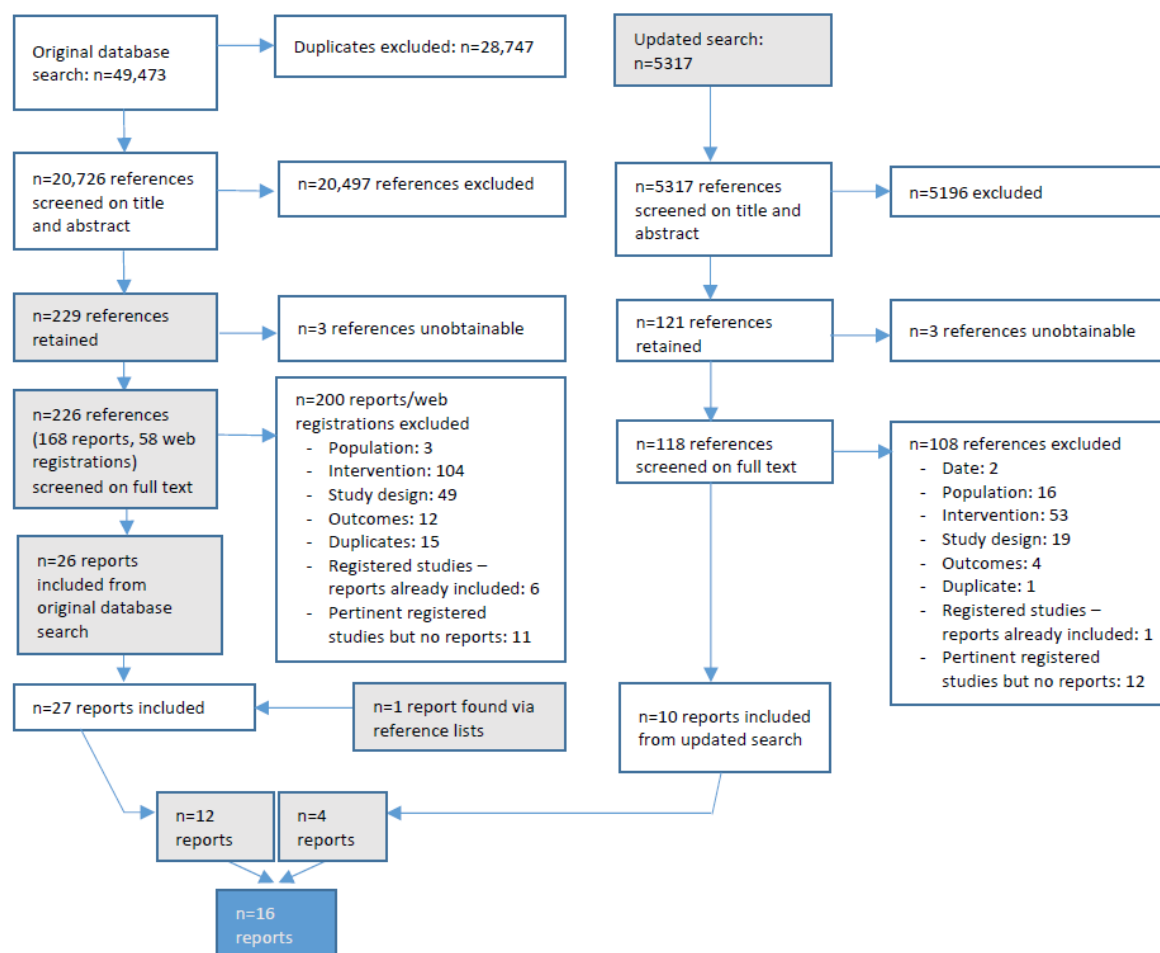 Original database
search: n=49,473
Duplicates excluded: n=28,747
n=20,726 references
screened on title
and abstract
n=20,497 references excluded
n=229 references
retained
n=3 references unobtainable
n=226 references
(168 reports, 58 web
registrations)
screened on full text
n=200 reports/web
registrations excluded
- Population: 3
- Intervention: 104
- Study design: 49
- Outcomes: 12
- Duplicates: 15
- Registered studies –
reports already included: 6
- Pertinent registered
studies but no reports: 11
n=26 reports
included from
original database
search
n=27 reports included
n=1 report found via
reference lists
Updated search:
n=5317
n=5317 references
screened on title and
abstract
n=5196 excluded
n=121 references
retained
n=3 references unobtainable
n=118 references
screened on full text
n=108 references excluded
- Date: 2
- Population: 16
- Intervention: 53
- Study design: 19
- Outcomes: 4
- Duplicate: 1
- Registered studies –
reports already included: 1
- Pertinent registered
studies but no reports: 12
n=10 reports included
from updated search
n=12
reports
n=4
reports
n=16
reports